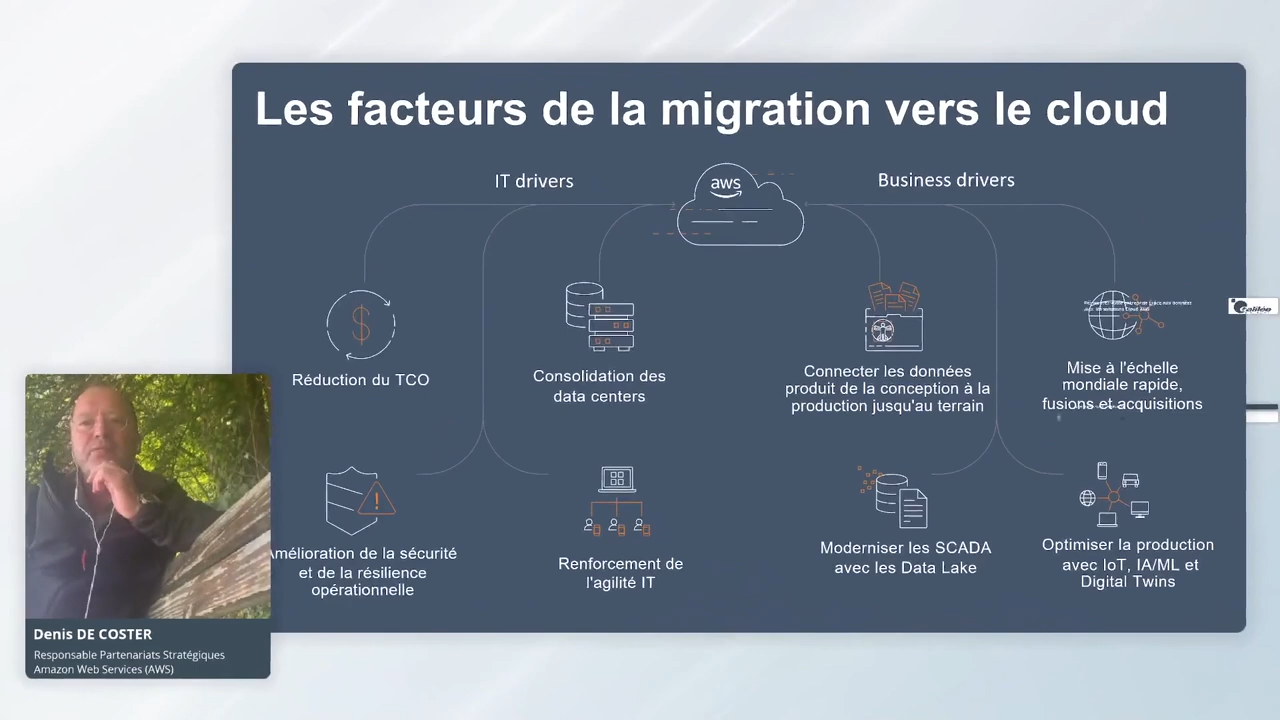 Les facteurs de la migration vers le cloud
IT drivers
aws
Business drivers
Réduction du TCO
Consolidation des
data centers
Connecter les données
produit de la conception à la
production jusqu'au terrain
Mise à l'échelle
mondiale rapide,
fusions et acquisitions
Galilée
mélioration de la sécurité
et de la résilience
opérationnelle
Renforcement de
l'agilité IT
Moderniser les SCADA
avec les Data Lake
Optimiser la production
avec IoT, IA/ML et
Digital Twins
Denis DE COSTER
Responsable Partenariats Stratégiques
Amazon Web Services (AWS)